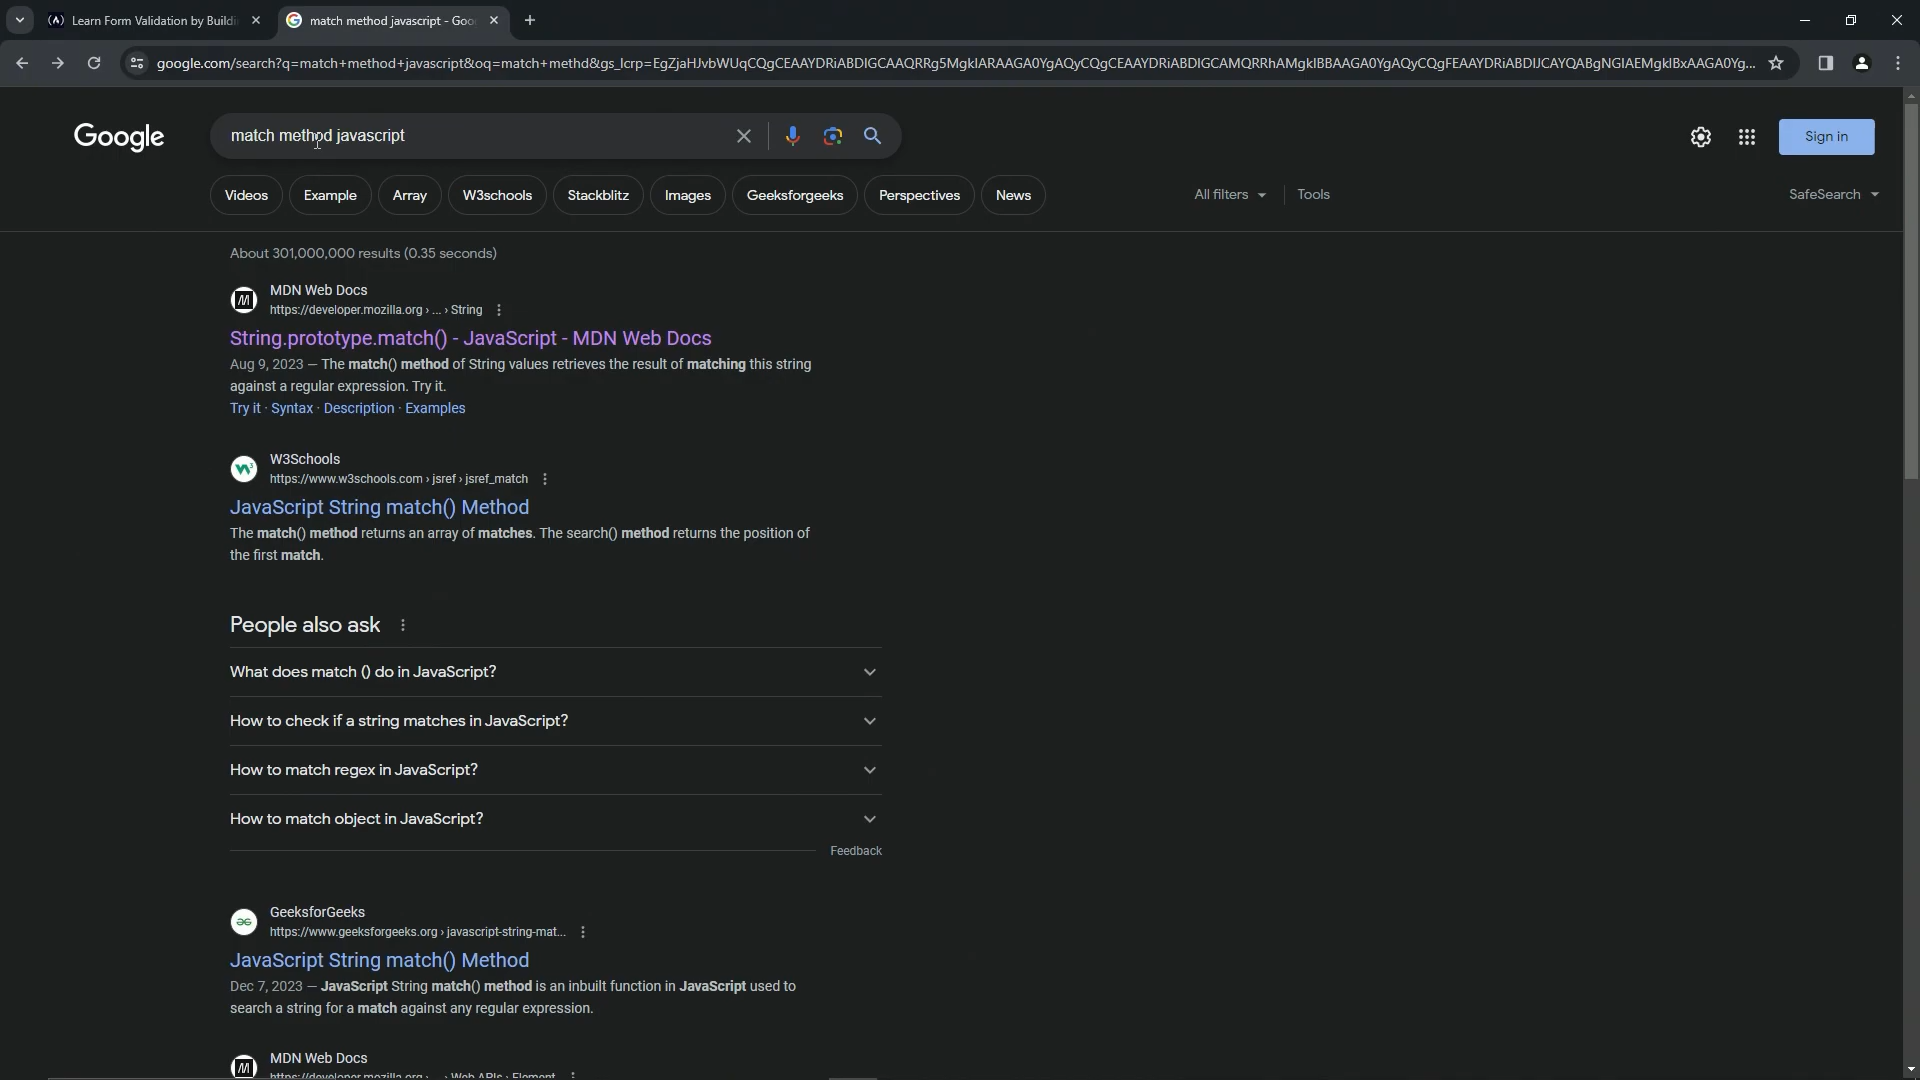 Learn Form Validation by Buildi
match method javascript - Goo
google.com/search?q=match+method+javascript&oq=match+methd&gs_lcrp=EgZjaHJvbWUqCQgCEAAYDRiABDIGCAAQRRg5MgkIARAAGA0YgAQyCQgCEAAYDRiABDIGCAMQRRhAMgkIBBAAGA0YgAQyCQgFEAAYDRiABDIJCAYQABgNGIAEMgkIBxAAGA0Yg...
Google
match method javascript
Sign in
Videos
Example
Array
W3schools
Stackblitz
Images
Geeksforgeeks
Perspectives
News
All filters
Tools
SafeSearch
About 301,000,000 results (0.35 seconds)
MDN Web Docs
https://developer.mozilla.org › ... › String
String.prototype.match() - JavaScript - MDN Web Docs
Aug 9, 2023 — The match() method of String values retrieves the result of matching this string
against a regular expression. Try it.
Try it · Syntax · Description · Examples
W3Schools
https://www.w3schools.com › jsref › jsref_match
JavaScript String match() Method
The match() method returns an array of matches. The search() method returns the position of
the first match.
People also ask
What does match () do in JavaScript?
How to check if a string matches in JavaScript?
How to match regex in JavaScript?
How to match object in JavaScript?
Feedback
GeeksforGeeks
https://www.geeksforgeeks.org › javascript-string-mat...
JavaScript String match() Method
Dec 7, 2023 — JavaScript String match() method is an inbuilt function in JavaScript used to
search a string for a match against any regular expression.
MDN Web Docs
https://developer.mozilla.org › ... › Web APIs › Element